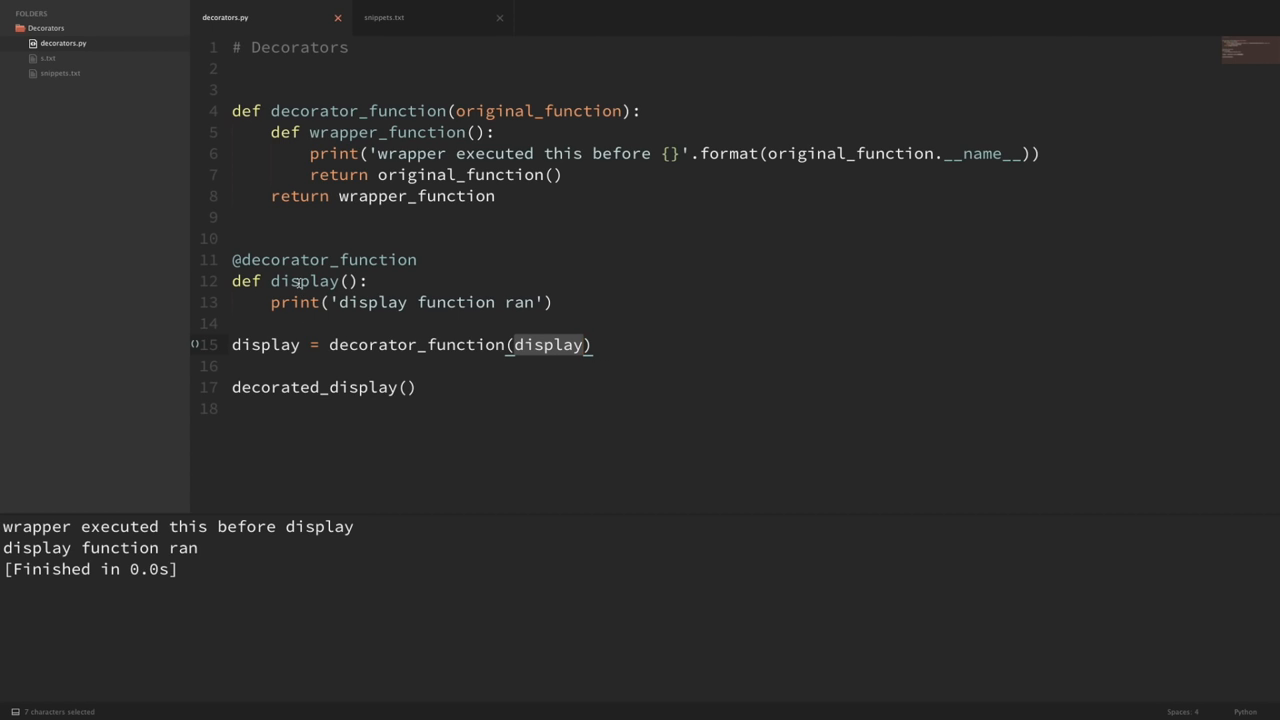 FOLDERS
Decorators
decorators.py
s.txt
snippets.txt
decorators.py
snippets.txt
1 # Decorators
2
3
4 def decorator_function(original_function):
5     def wrapper_function():
6         print('wrapper executed this before {}'.format(original_function.__name__))
7         return original_function()
8     return wrapper_function
9
10
11 @decorator_function
12 def display():
13     print('display function ran')
14
15 display = decorator_function(display)
16
17 decorated_display()
18
wrapper executed this before display
display function ran
[Finished in 0.0s]
7 characters selected
Spaces: 4
Python